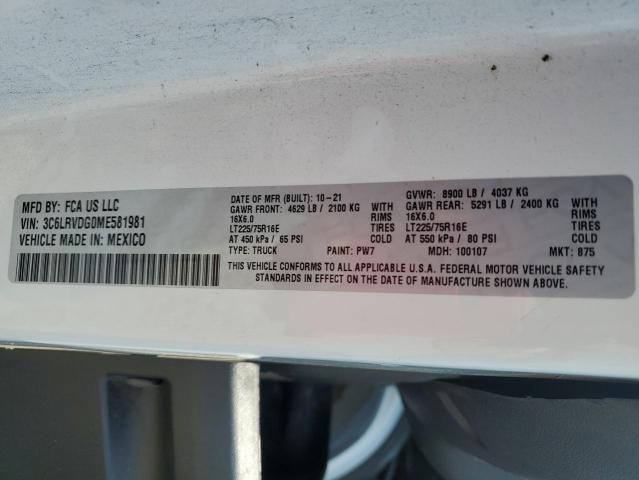 MFD BY: FCA US LLC
VIN: 3C6LRVDG0ME581981
VEHICLE MADE IN: MEXICO
DATE OF MFR (BUILT): 10-21
GAWR FRONT: 4629 LB / 2100 KG WITH
16X6.0 RIMS
LT225/75R16E TIRES
AT 450 kPa / 65 PSI COLD
TYPE: TRUCK PAINT: PW7
GVWR: 8900 LB / 4037 KG
GAWR REAR: 5291 LB / 2400 KG WITH
16X6.0 RIMS
LT225/75R16E TIRES
AT 550 kPa / 80 PSI COLD
MDH: 100107 MKT: 875
THIS VEHICLE CONFORMS TO ALL APPLICABLE U.S.A. FEDERAL MOTOR VEHICLE SAFETY
STANDARDS IN EFFECT ON THE DATE OF MANUFACTURE SHOWN ABOVE.